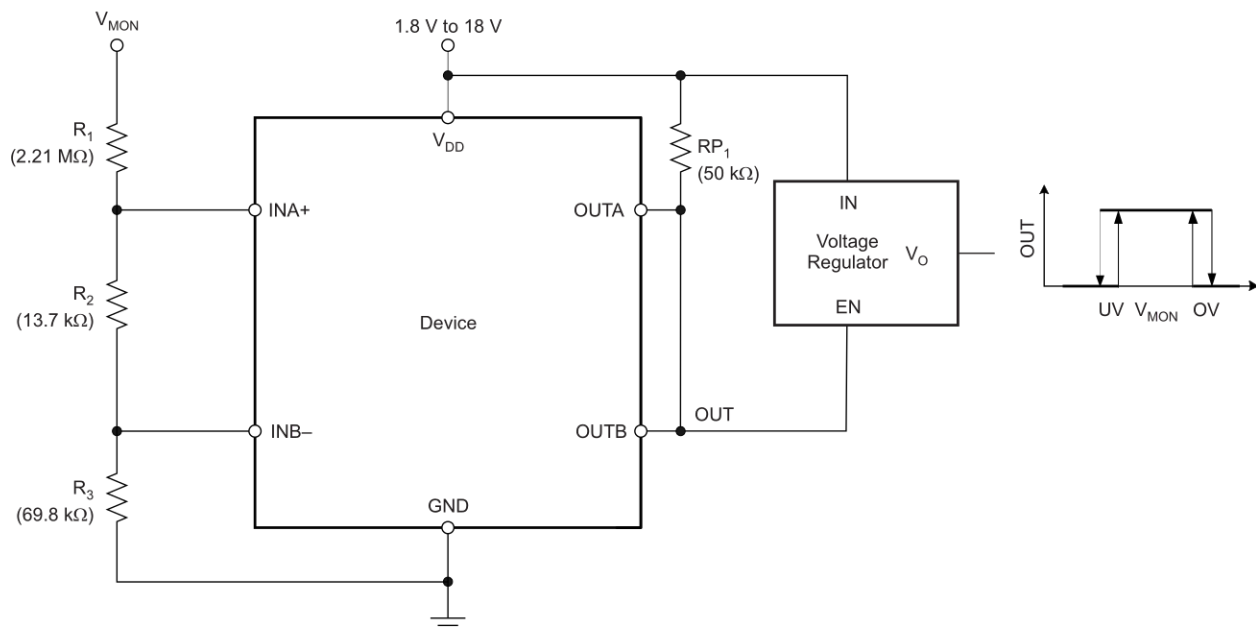 V_MON
1.8 V to 18 V
R_1
(2.21 MΩ)
V_DD
RP_1
(50 kΩ)
INA+
OUTA
IN
Voltage
Regulator
V_O
EN
OUT
UV
V_MON
OV
R_2
(13.7 kΩ)
Device
INB–
OUTB
OUT
R_3
(69.8 kΩ)
GND